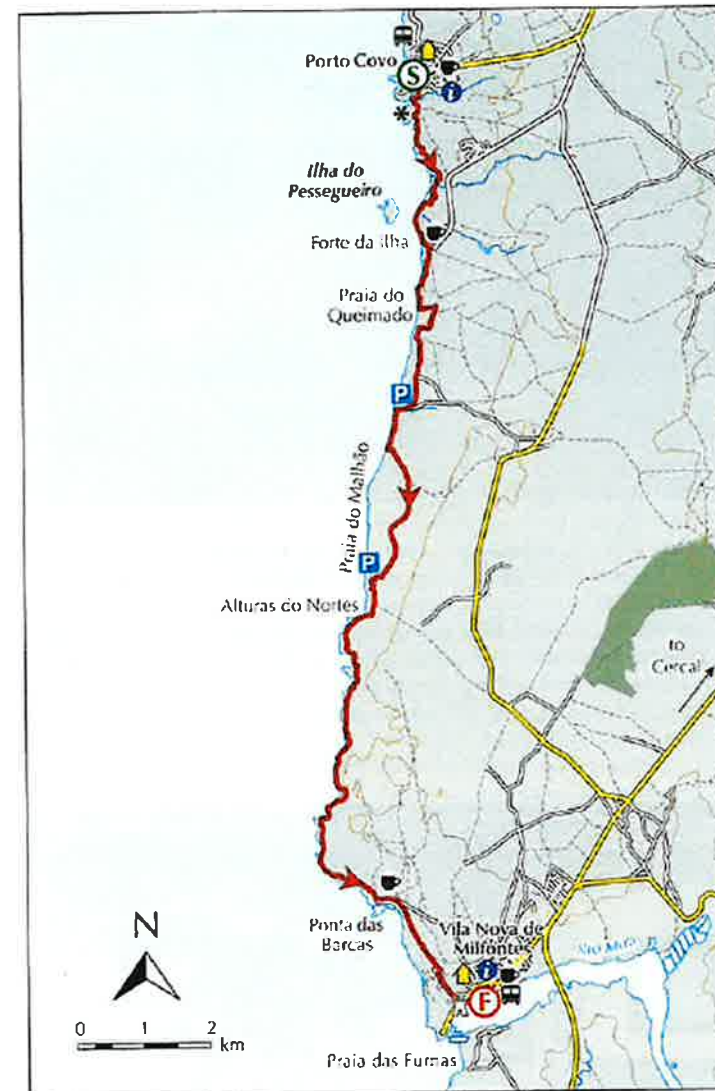 Porto Covo
S
i
*
Ilha do
Pessegueiro
Forte da Ilha
Praia do
Queimado
P
Praia do Malhão
P
Alturas do Nortes
to
Cercal
N
Ponta das
Barcas
Vila Nova de
Milfontes
i
F
0 1 2
km
Praia das Furnas